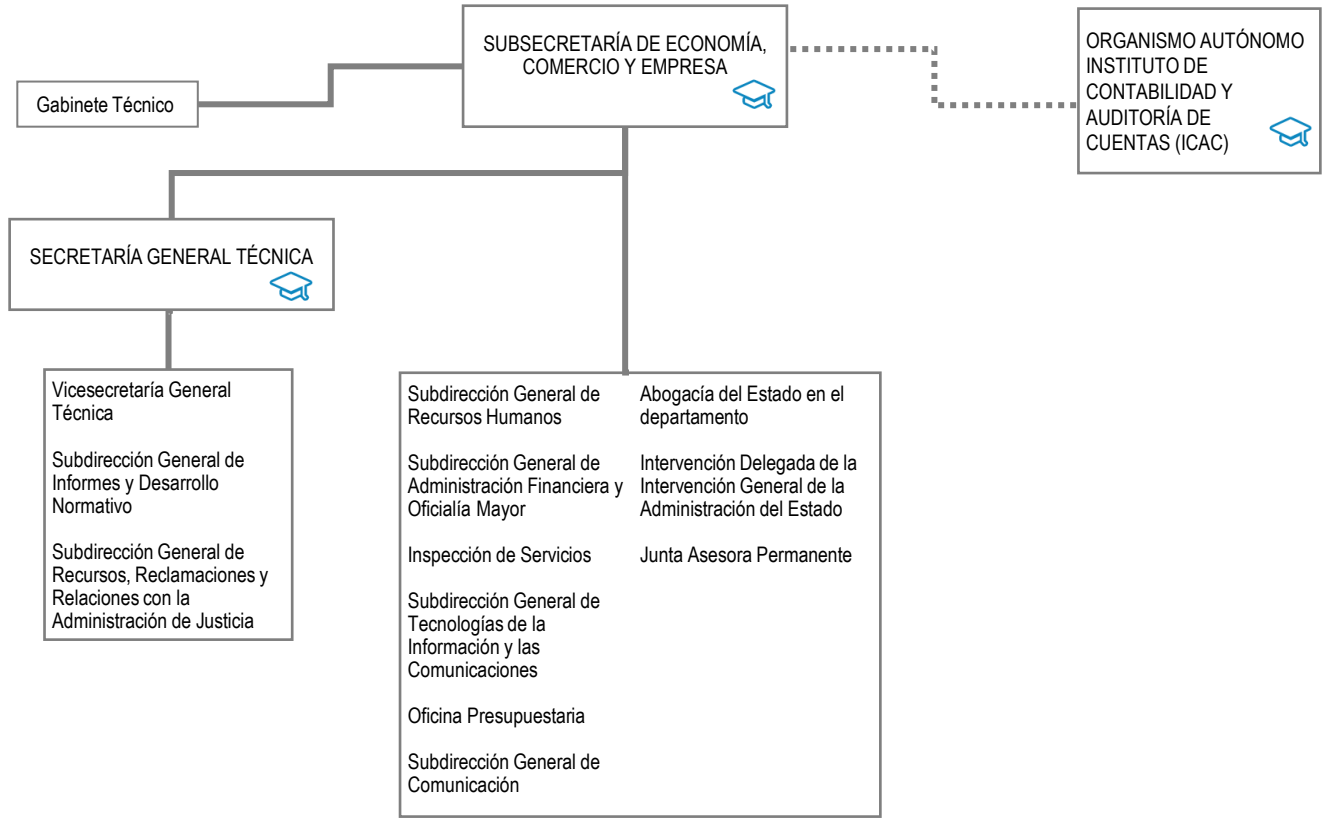 SUBSECRETARÍA DE ECONOMÍA,
COMERCIO Y EMPRESA
ORGANISMO AUTÓNOMO
INSTITUTO DE
CONTABILIDAD Y
AUDITORÍA DE
CUENTAS (ICAC)
Gabinete Técnico
SECRETARÍA GENERAL TÉCNICA
Vicesecretaría General
Técnica
Subdirección General de
Informes y Desarrollo
Normativo
Subdirección General de
Recursos, Reclamaciones y
Relaciones con la
Administración de Justicia
Subdirección General de
Recursos Humanos
Subdirección General de
Administración Financiera y
Oficialía Mayor
Inspección de Servicios
Subdirección General de
Tecnologías de la
Información y las
Comunicaciones
Oficina Presupuestaria
Subdirección General de
Comunicación
Abogacía del Estado en el
departamento
Intervención Delegada de la
Intervención General de la
Administración del Estado
Junta Asesora Permanente